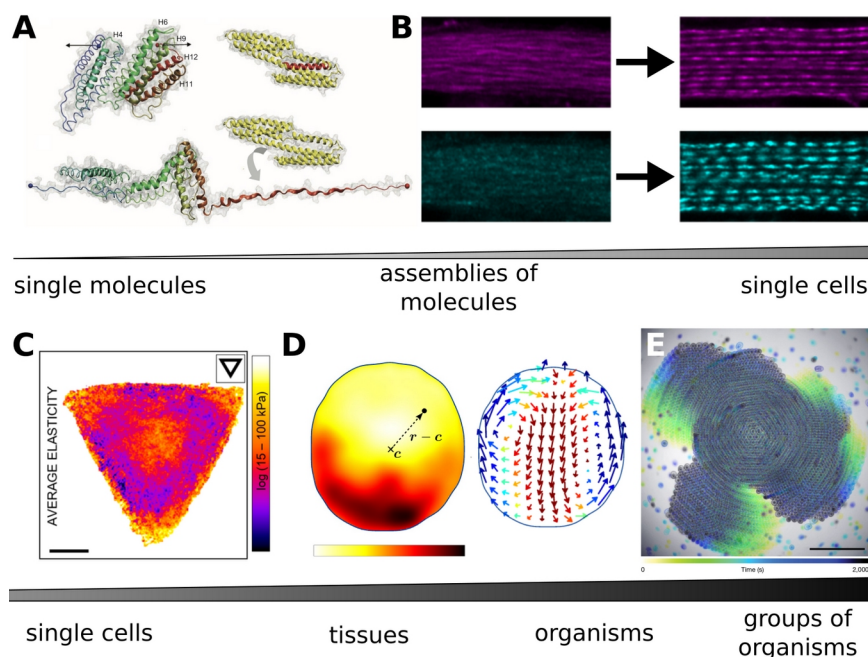 A
H4
H6
H9
H12
H11
B
single molecules
assemblies of
molecules
single cells
C
AVERAGE ELASTICITY
log (15 – 100 kPa)
D
r − c
c
E
0
Time (s)
2,000
single cells
tissues
organisms
groups of
organisms